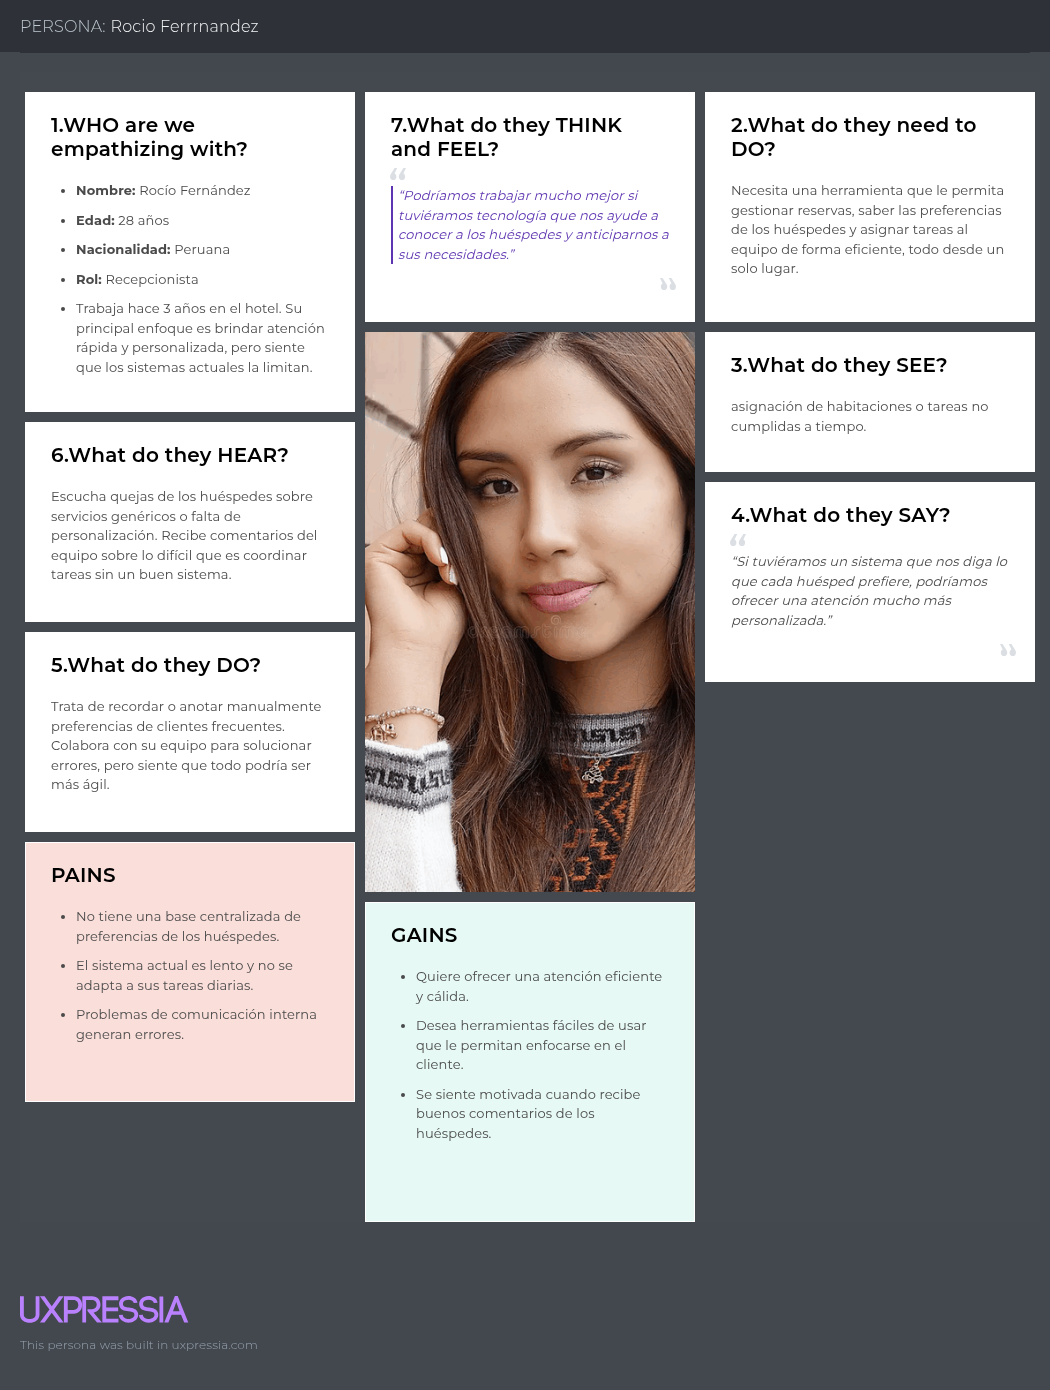 PERSONA: Rocio Ferrrnandez
1.WHO are we
empathizing with?
Nombre: Rocío Fernández
Edad: 28 años
Nacionalidad: Peruana
Rol: Recepcionista
Trabaja hace 3 años en el hotel. Su
principal enfoque es brindar atención
rápida y personalizada, pero siente
que los sistemas actuales la limitan.
6.What do they HEAR?
Escucha quejas de los huéspedes sobre
servicios genéricos o falta de
personalización. Recibe comentarios del
equipo sobre lo difícil que es coordinar
tareas sin un buen sistema.
5.What do they DO?
Trata de recordar o anotar manualmente
preferencias de clientes frecuentes.
Colabora con su equipo para solucionar
errores, pero siente que todo podría ser
más ágil.
PAINS
No tiene una base centralizada de
preferencias de los huéspedes.
El sistema actual es lento y no se
adapta a sus tareas diarias.
Problemas de comunicación interna
generan errores.
7.What do they THINK
and FEEL?
“Podríamos trabajar mucho mejor si
tuviéramos tecnología que nos ayude a
conocer a los huéspedes y anticiparnos a
sus necesidades.”
dreamstime
GAINS
Quiere ofrecer una atención eficiente
y cálida.
Desea herramientas fáciles de usar
que le permitan enfocarse en el
cliente.
Se siente motivada cuando recibe
buenos comentarios de los
huéspedes.
2.What do they need to
DO?
Necesita una herramienta que le permita
gestionar reservas, saber las preferencias
de los huéspedes y asignar tareas al
equipo de forma eficiente, todo desde un
solo lugar.
3.What do they SEE?
asignación de habitaciones o tareas no
cumplidas a tiempo.
4.What do they SAY?
“Si tuviéramos un sistema que nos diga lo
que cada huésped prefiere, podríamos
ofrecer una atención mucho más
personalizada.”
UXPRESSIA
This persona was built in uxpressia.com